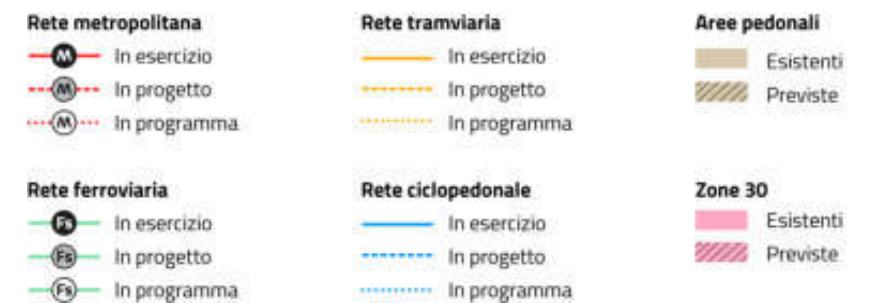 Rete metropolitana
M In esercizio
M In progetto
M In programma
Rete tramviaria
In esercizio
In progetto
In programma
Aree pedonali
Esistenti
Previste
Rete ferroviaria
Fs In esercizio
Fs In progetto
Fs In programma
Rete ciclopedonale
In esercizio
In progetto
In programma
Zone 30
Esistenti
Previste